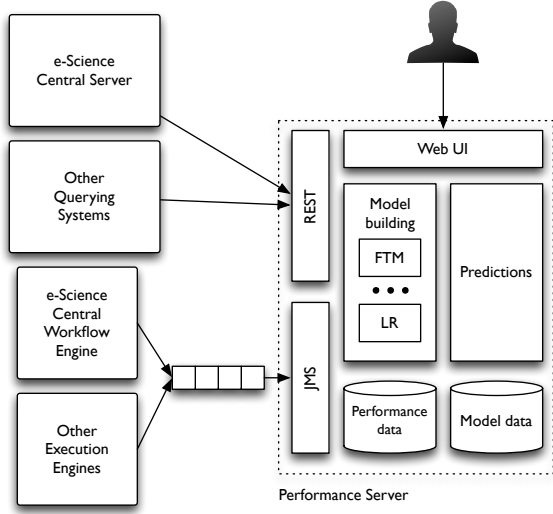 e-Science
Central Server
Other
Querying
Systems
e-Science
Central
Workflow
Engine
Other
Execution
Engines
REST
JMS
Web UI
Model
building
FTM
LR
Predictions
Performance
data
Model data
Performance Server